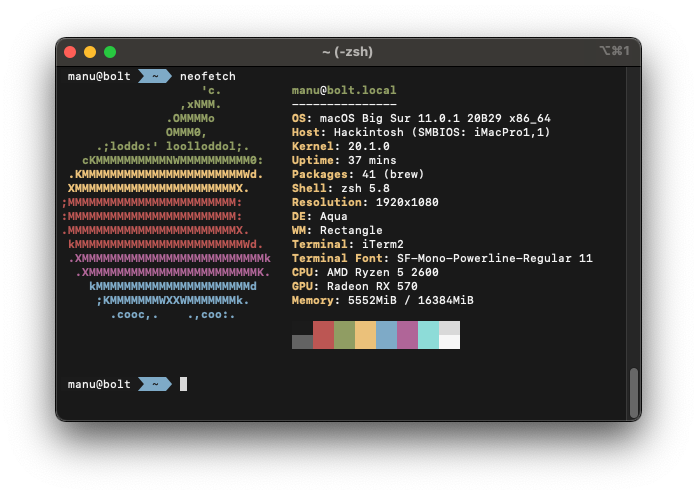 ~ (-zsh)
⌥⌘1
manu@bolt ~ neofetch
'c.
,xNMM.
.OMMMMo
OMMM0,
.;loddo:' loolloddol;.
cKMMMMMMMMMMNWMMMMMMMMMM0:
.KMMMMMMMMMMMMMMMMMMMMMMMWd.
XMMMMMMMMMMMMMMMMMMMMMMMX.
;MMMMMMMMMMMMMMMMMMMMMMMM:
:MMMMMMMMMMMMMMMMMMMMMMMM:
.MMMMMMMMMMMMMMMMMMMMMMMMX.
kMMMMMMMMMMMMMMMMMMMMMMMMWd.
.XMMMMMMMMMMMMMMMMMMMMMMMMMMk
.XMMMMMMMMMMMMMMMMMMMMMMMMK.
kMMMMMMMMMMMMMMMMMMMMMMd
;KMMMMMMMWXXWMMMMMMMk.
.cooc,. .,coo:.
manu@bolt.local
---------------
OS: macOS Big Sur 11.0.1 20B29 x86_64
Host: Hackintosh (SMBIOS: iMacPro1,1)
Kernel: 20.1.0
Uptime: 37 mins
Packages: 41 (brew)
Shell: zsh 5.8
Resolution: 1920x1080
DE: Aqua
WM: Rectangle
Terminal: iTerm2
Terminal Font: SF-Mono-Powerline-Regular 11
CPU: AMD Ryzen 5 2600
GPU: Radeon RX 570
Memory: 5552MiB / 16384MiB
manu@bolt ~